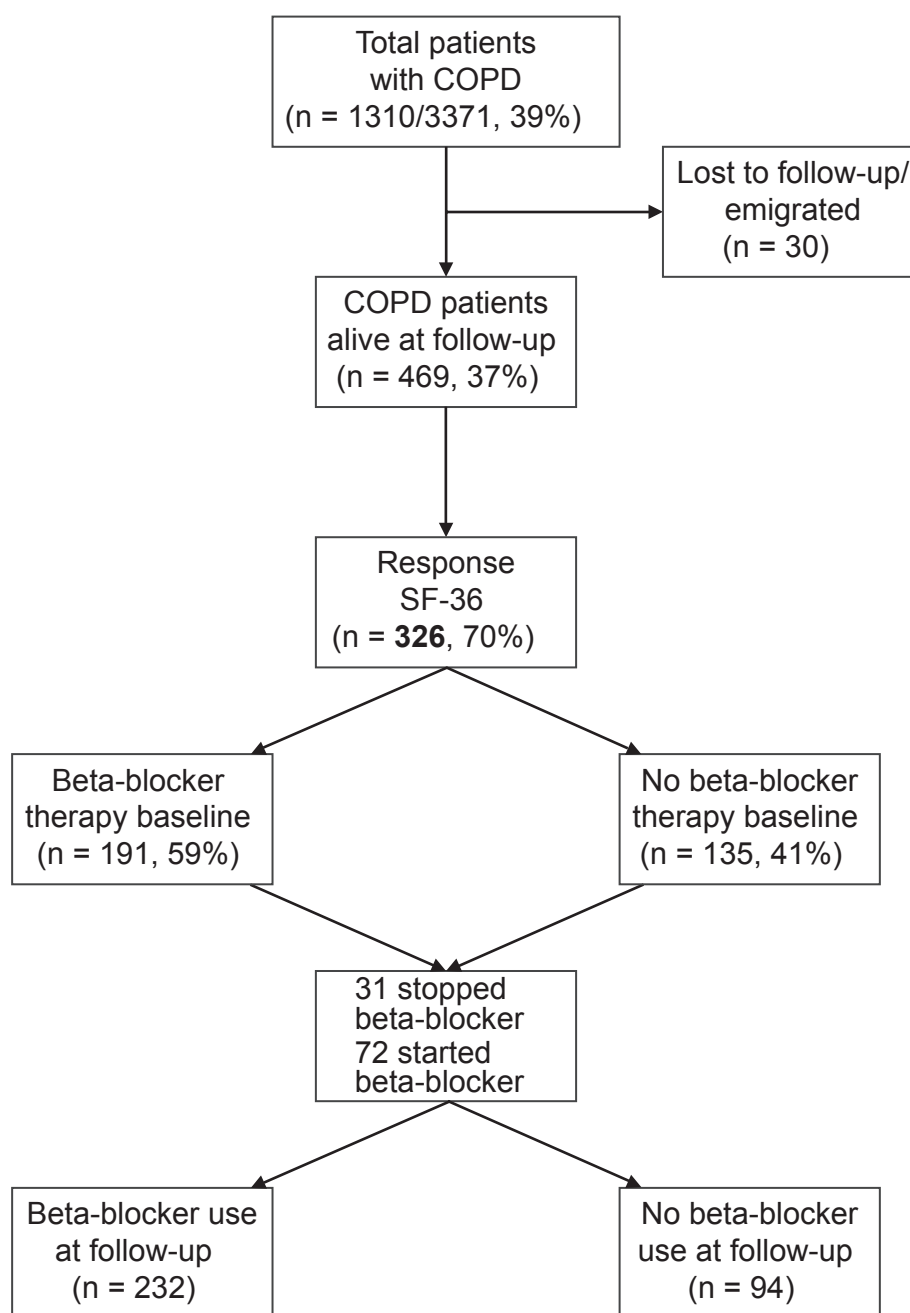 Total patients
with COPD
(n = 1310/3371, 39%)
Lost to follow-up/
emigrated
(n = 30)
COPD patients
alive at follow-up
(n = 469, 37%)
Response
SF-36
(n = 326, 70%)
Beta-blocker
therapy baseline
(n = 191, 59%)
No beta-blocker
therapy baseline
(n = 135, 41%)
31 stopped
beta-blocker
72 started
beta-blocker
Beta-blocker use
at follow-up
(n = 232)
No beta-blocker
use at follow-up
(n = 94)